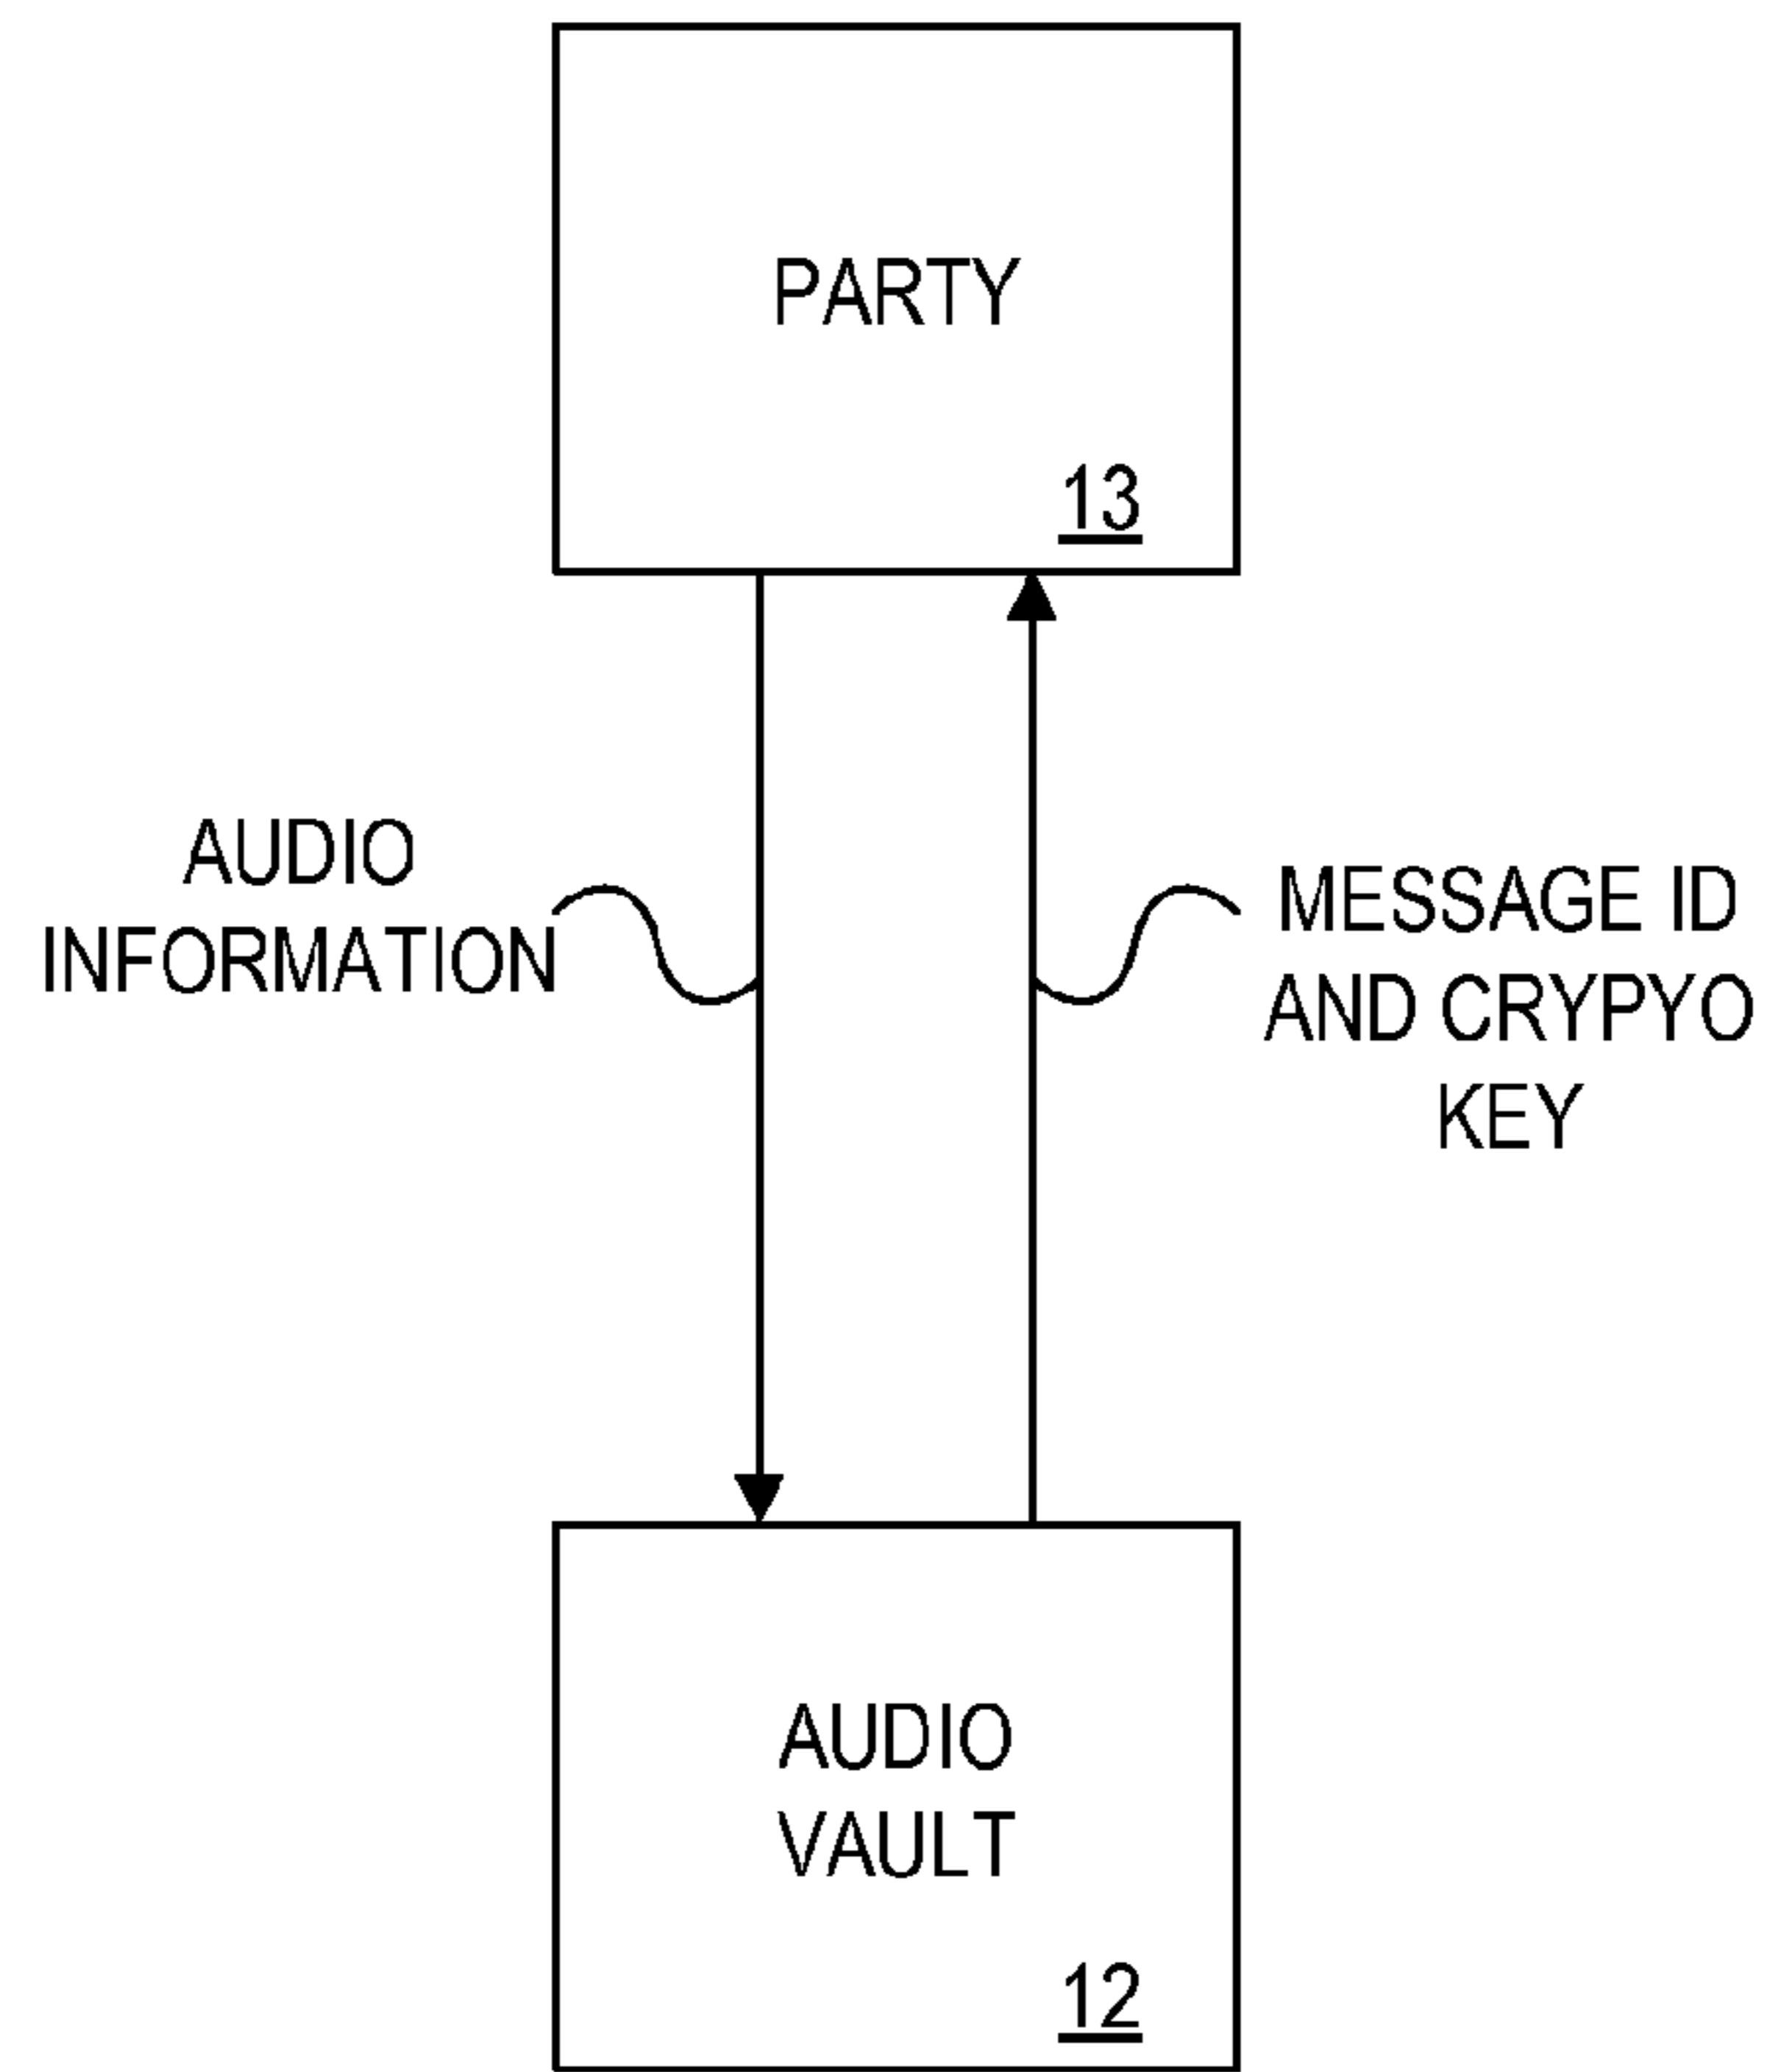 PARTY
13
AUDIO
INFORMATION
MESSAGE ID
AND CRYPYO
KEY
AUDIO
VAULT
12